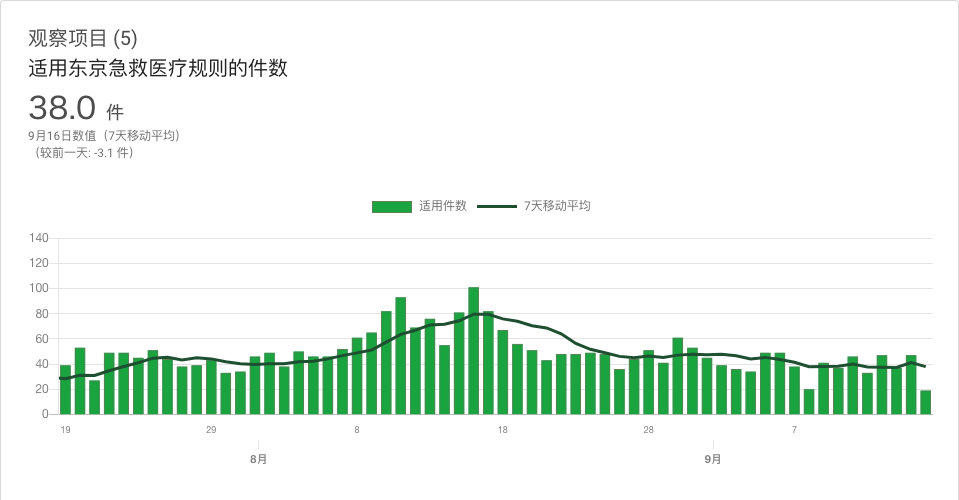 观察项目 (5)
适用东京急救医疗规则的件数
38.0 件
9月16日数值（7天移动平均）
（较前一天: -3.1 件）
适用件数 7天移动平均
140
120
100
80
60
40
20
0
19 29 8 18 28 7
8月 9月